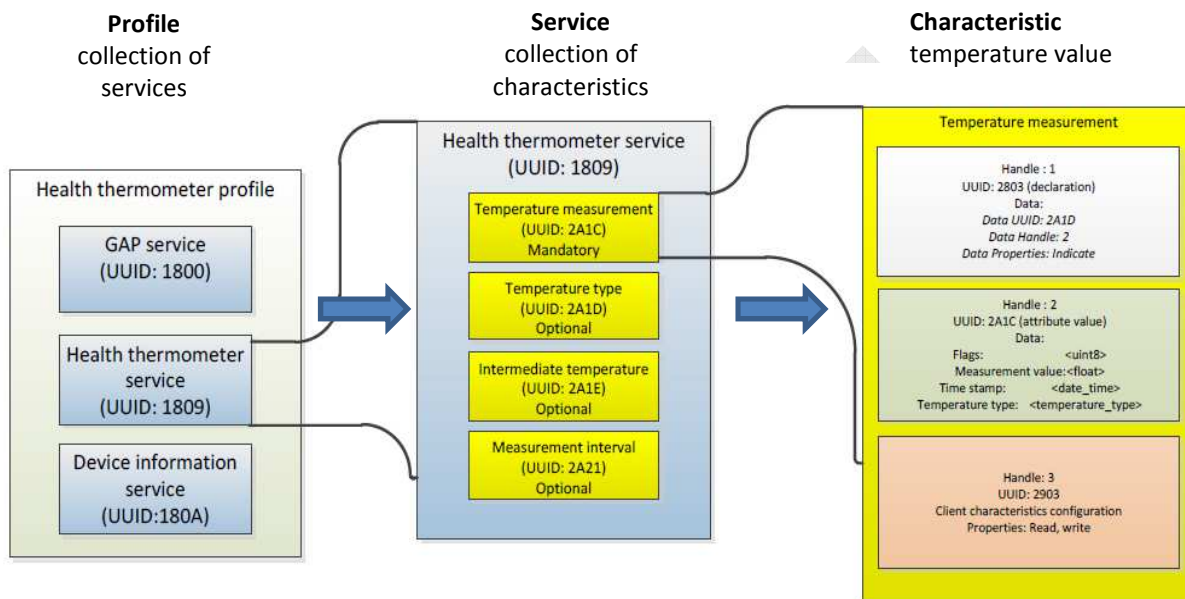 Profile
collection of
services
Service
collection of
characteristics
Characteristic
temperature value
Health thermometer profile
GAP service
(UUID: 1800)
Health thermometer
service
(UUID: 1809)
Device information
service
(UUID:180A)
Health thermometer service
(UUID: 1809)
Temperature measurement
(UUID: 2A1C)
Mandatory
Temperature type
(UUID: 2A1D)
Optional
Intermediate temperature
(UUID: 2A1E)
Optional
Measurement interval
(UUID: 2A21)
Optional
Temperature measurement
Handle : 1
UUID: 2803 (declaration)
Data:
Data UUID: 2A1D
Data Handle: 2
Data Properties: Indicate
Handle : 2
UUID: 2A1C (attribute value)
Data:
Flags: <uint8>
Measurement value:<float>
Time stamp: <date_time>
Temperature type: <temperature_type>
Handle: 3
UUID: 2903
Client characteristics configuration
Properties: Read, write